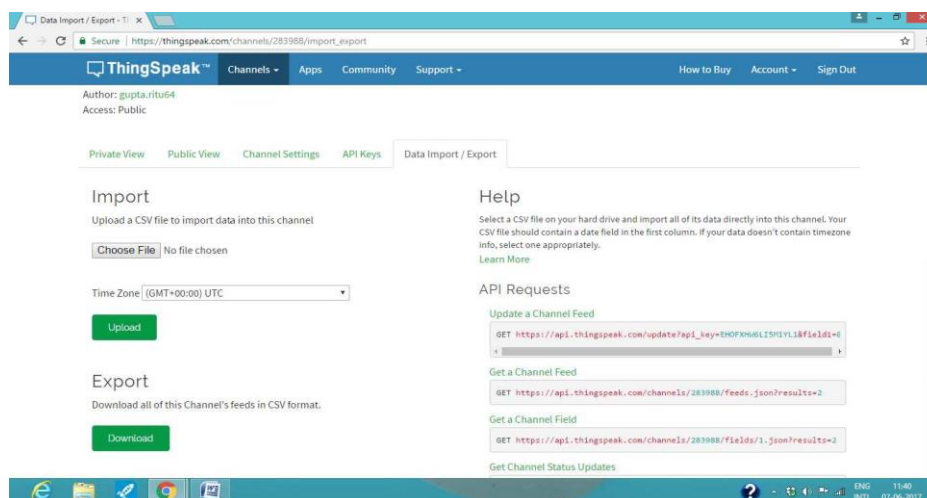 Data Import / Export - Ti
Secure | https://thingspeak.com/channels/283988/import_export
ThingSpeak™ Channels Apps Community Support How to Buy Account Sign Out
Author: gupta.ritu64
Access: Public
Private View Public View Channel Settings API Keys Data Import / Export
Import
Upload a CSV file to import data into this channel
Choose File No file chosen
Time Zone (GMT+00:00) UTC
Upload
Export
Download all of this Channel's feeds in CSV format.
Download
Help
Select a CSV file on your hard drive and import all of its data directly into this channel. Your
CSV file should contain a date field in the first column. If your data doesn't contain timezone
info, select one appropriately.
Learn More
API Requests
Update a Channel Feed
GET https://api.thingspeak.com/update?api_key=
Get a Channel Feed
GET https://api.thingspeak.com/channels/283988/feeds.json?results=2
Get a Channel Field
GET https://api.thingspeak.com/channels/283988/fields/1.json?results=2
Get Channel Status Updates
ENG 11:40
INTL 07-06-2017